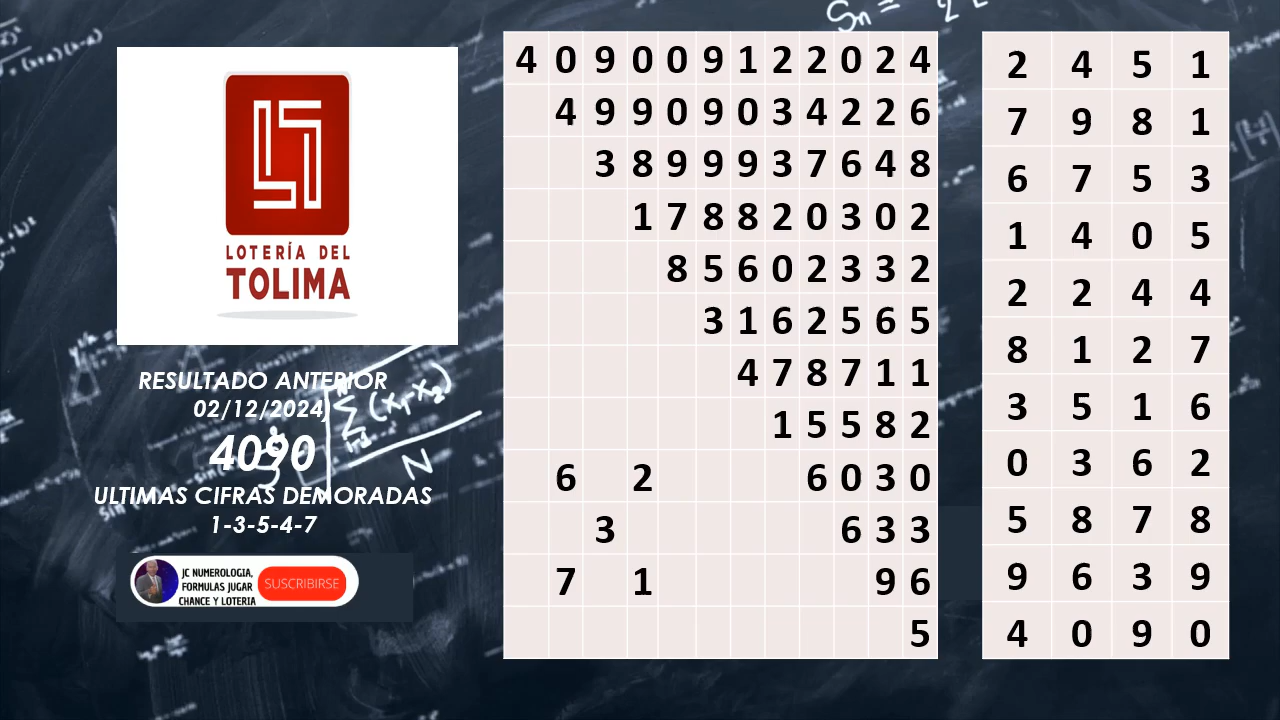 LOTERÍA DEL
TOLIMA
RESULTADO ANTERIOR
02/12/2024)
4090
ULTIMAS CIFRAS DEMORADAS
1-3-5-4-7
JC NUMEROLOGIA,
FORMULAS JUGAR
CHANCE Y LOTERIA
SUSCRIBIRSE
4 0 9 0 0 9 1 2 2 0 2 4
4 9 9 0 9 0 3 4 2 2 6
3 8 9 9 9 3 7 6 4 8
1 7 8 8 2 0 3 0 2
8 5 6 0 2 3 3 2
3 1 6 2 5 6 5
4 7 8 7 1 1
1 5 5 8 2
6 2 6 0 3 0
3 6 3 3
7 1 9 6
5
2 4 5 1
7 9 8 1
6 7 5 3
1 4 0 5
2 2 4 4
8 1 2 7
3 5 1 6
0 3 6 2
5 8 7 8
9 6 3 9
4 0 9 0